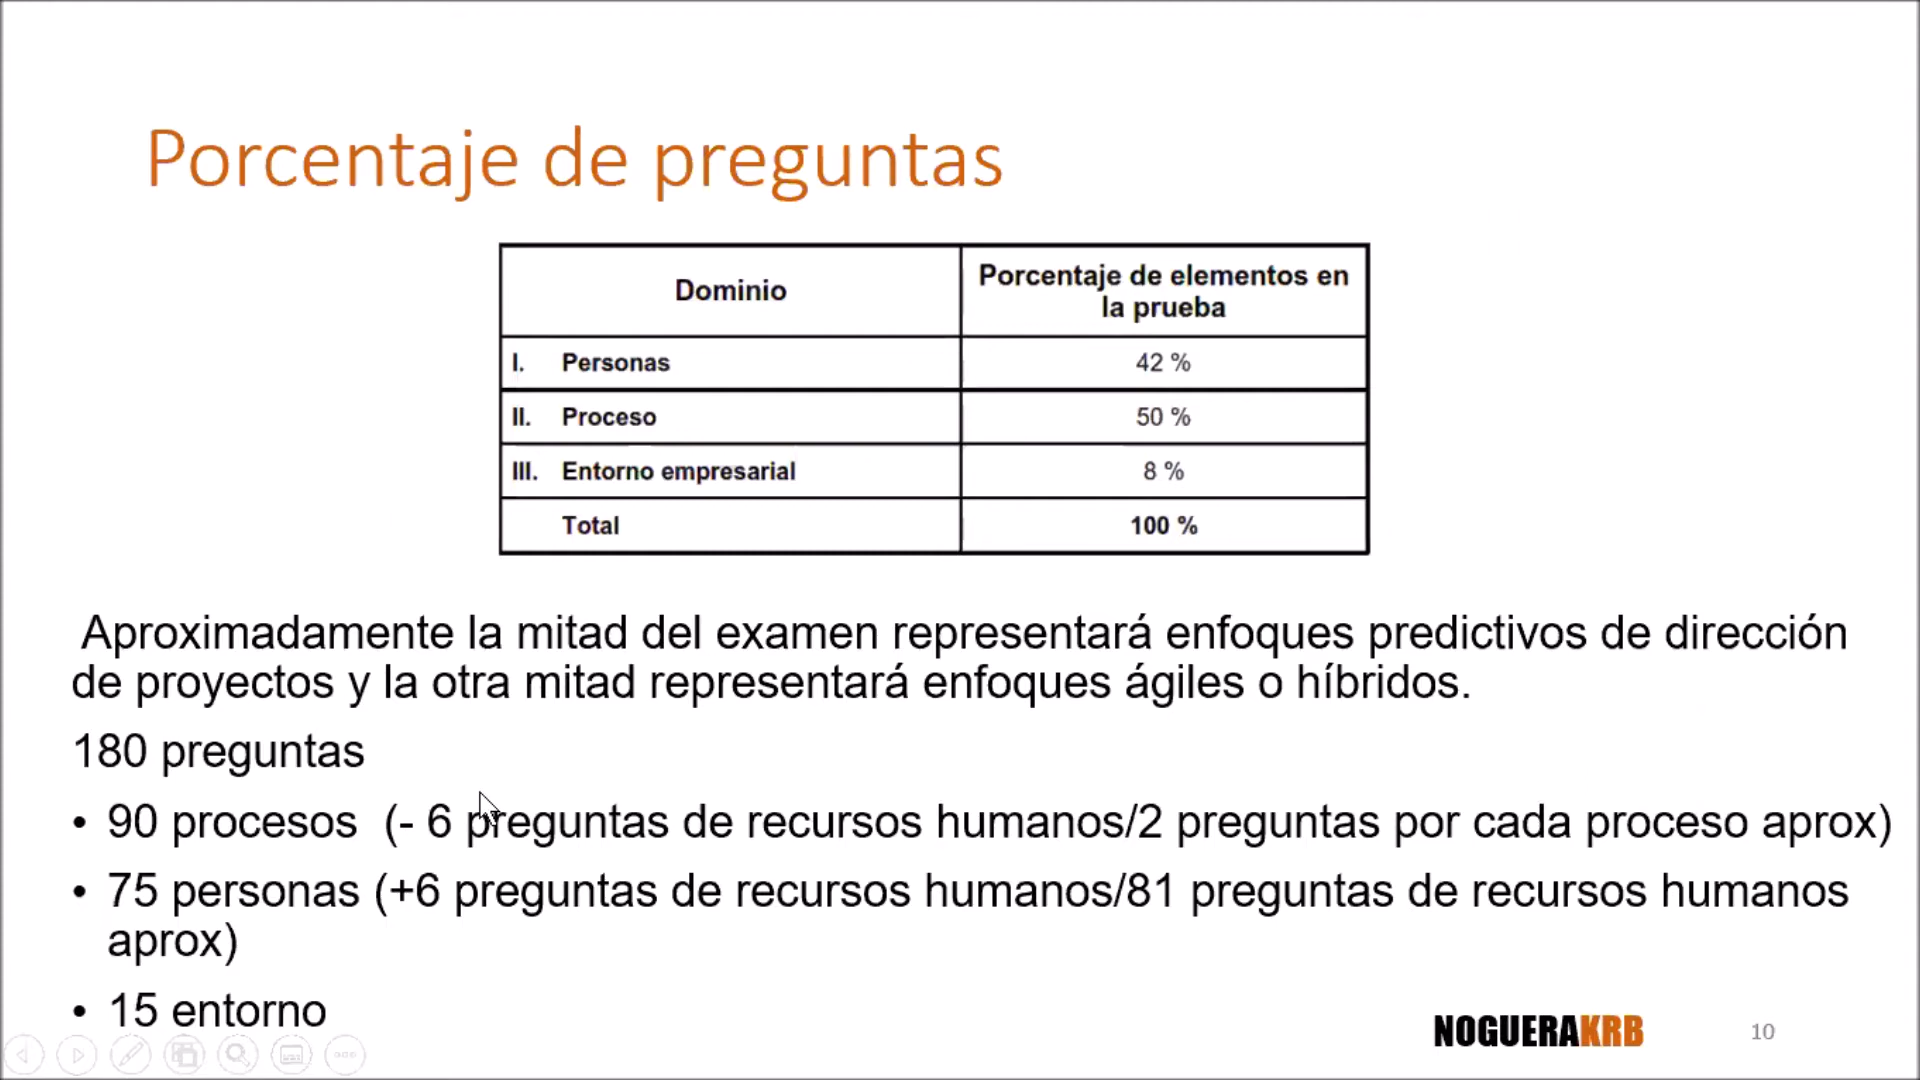 Porcentaje de preguntas
Dominio
Porcentaje de elementos en
la prueba
I. Personas 42 %
II. Proceso 50 %
III. Entorno empresarial 8 %
Total 100 %
Aproximadamente la mitad del examen representará enfoques predictivos de dirección
de proyectos y la otra mitad representará enfoques ágiles o híbridos.
180 preguntas
• 90 procesos (- 6 preguntas de recursos humanos/2 preguntas por cada proceso aprox)
• 75 personas (+6 preguntas de recursos humanos/81 preguntas de recursos humanos
aprox)
• 15 entorno
NOGUERAKRB
10